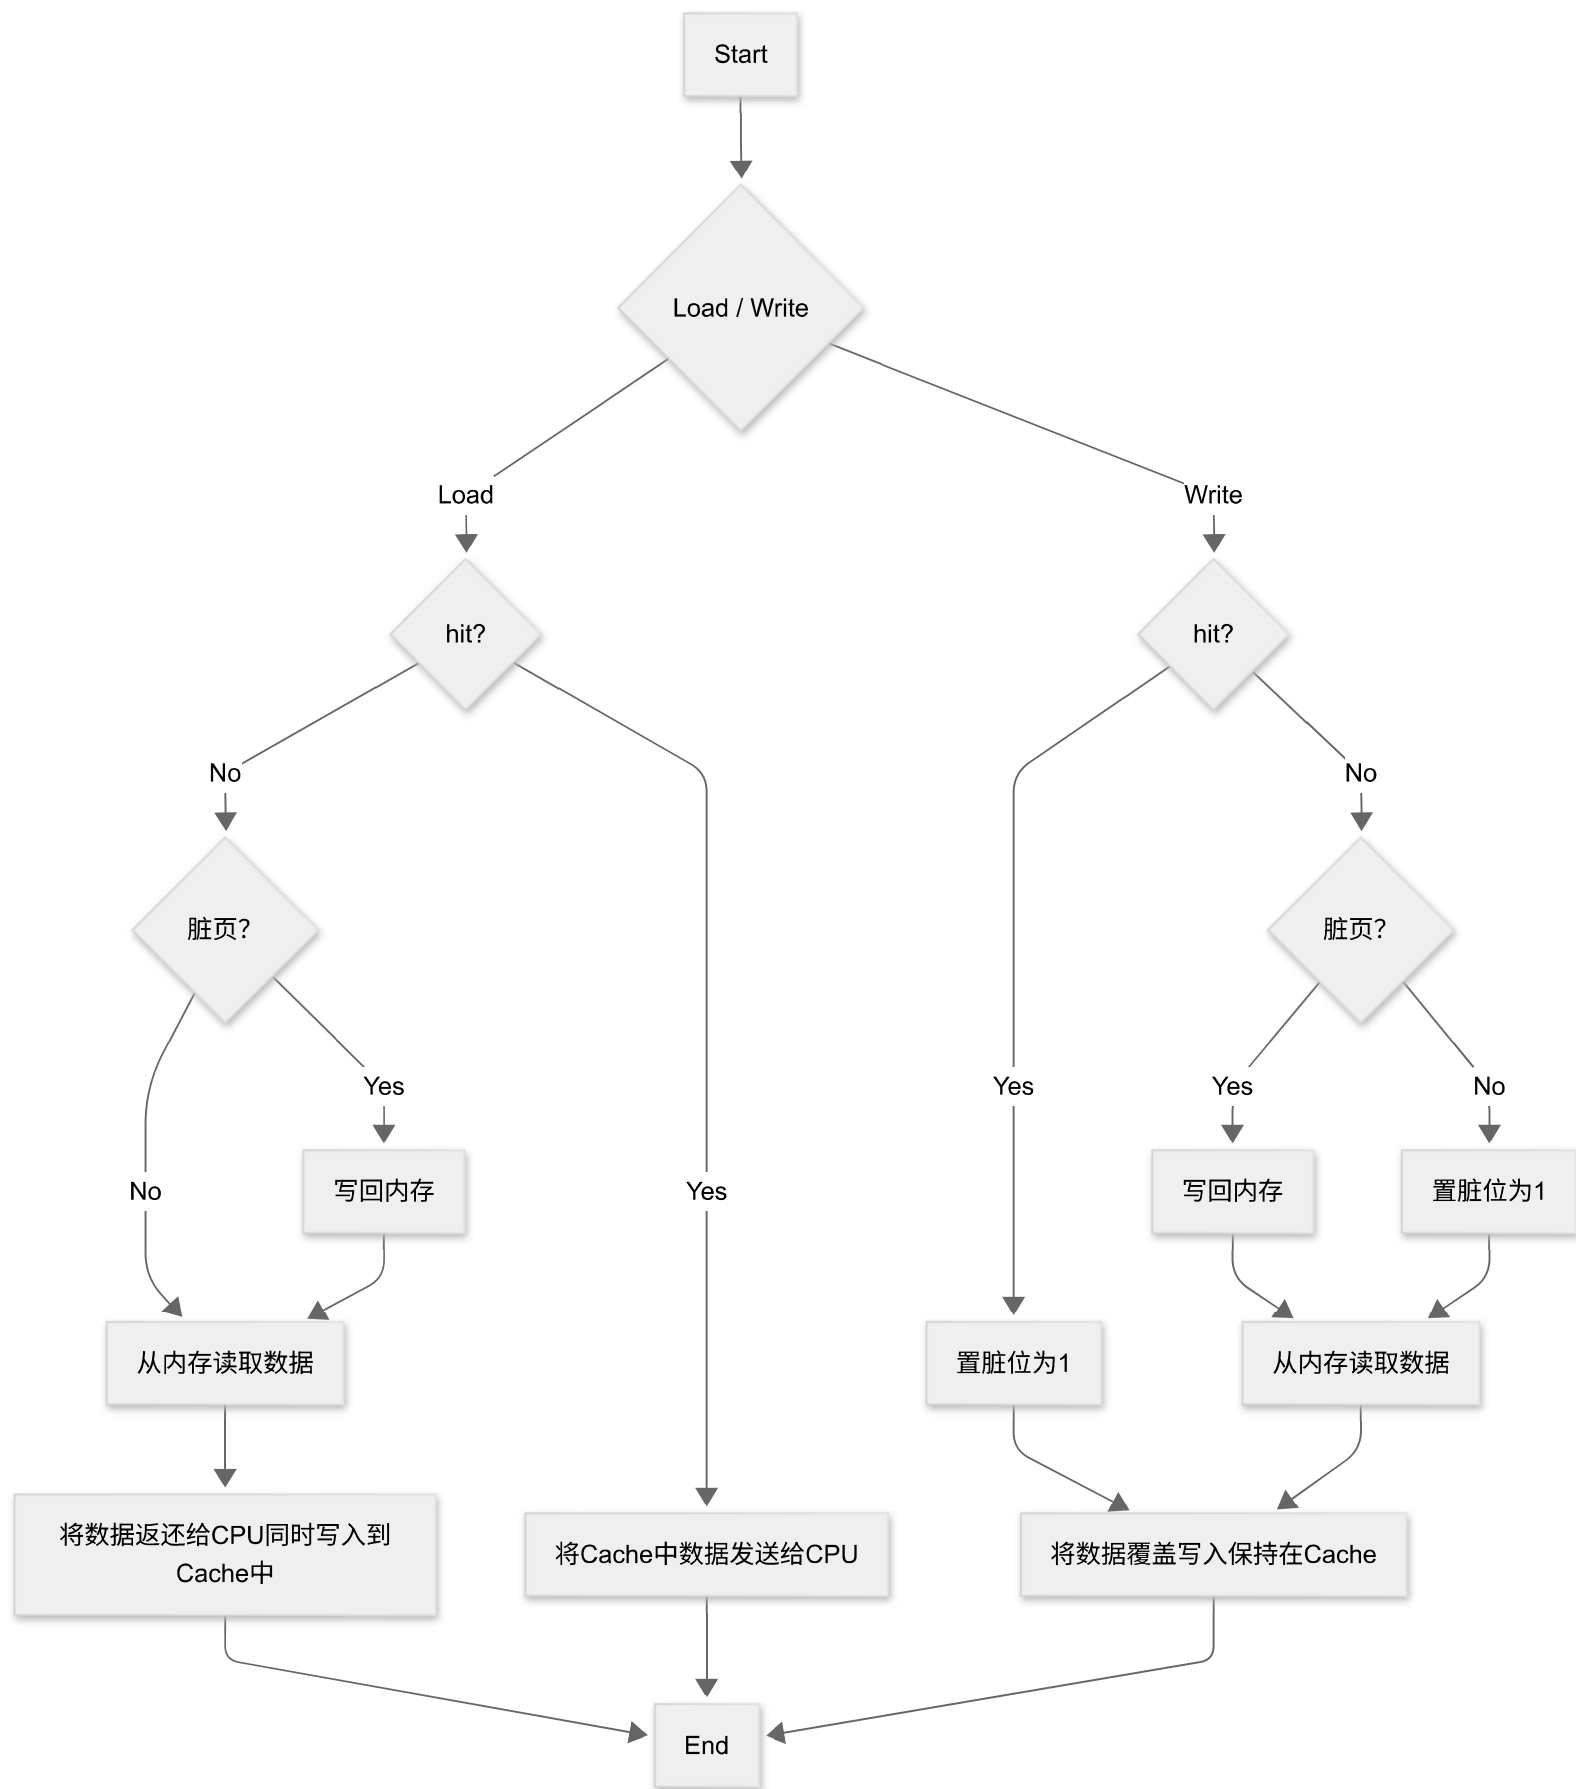 Start
Load / Write
Load
Write
hit?
hit?
No
No
脏页？
脏页？
Yes
Yes
Yes
No
No
写回内存
Yes
写回内存
置脏位为1
从内存读取数据
置脏位为1
从内存读取数据
将数据返还给CPU同时写入到
Cache中
将Cache中数据发送给CPU
将数据覆盖写入保持在Cache
End